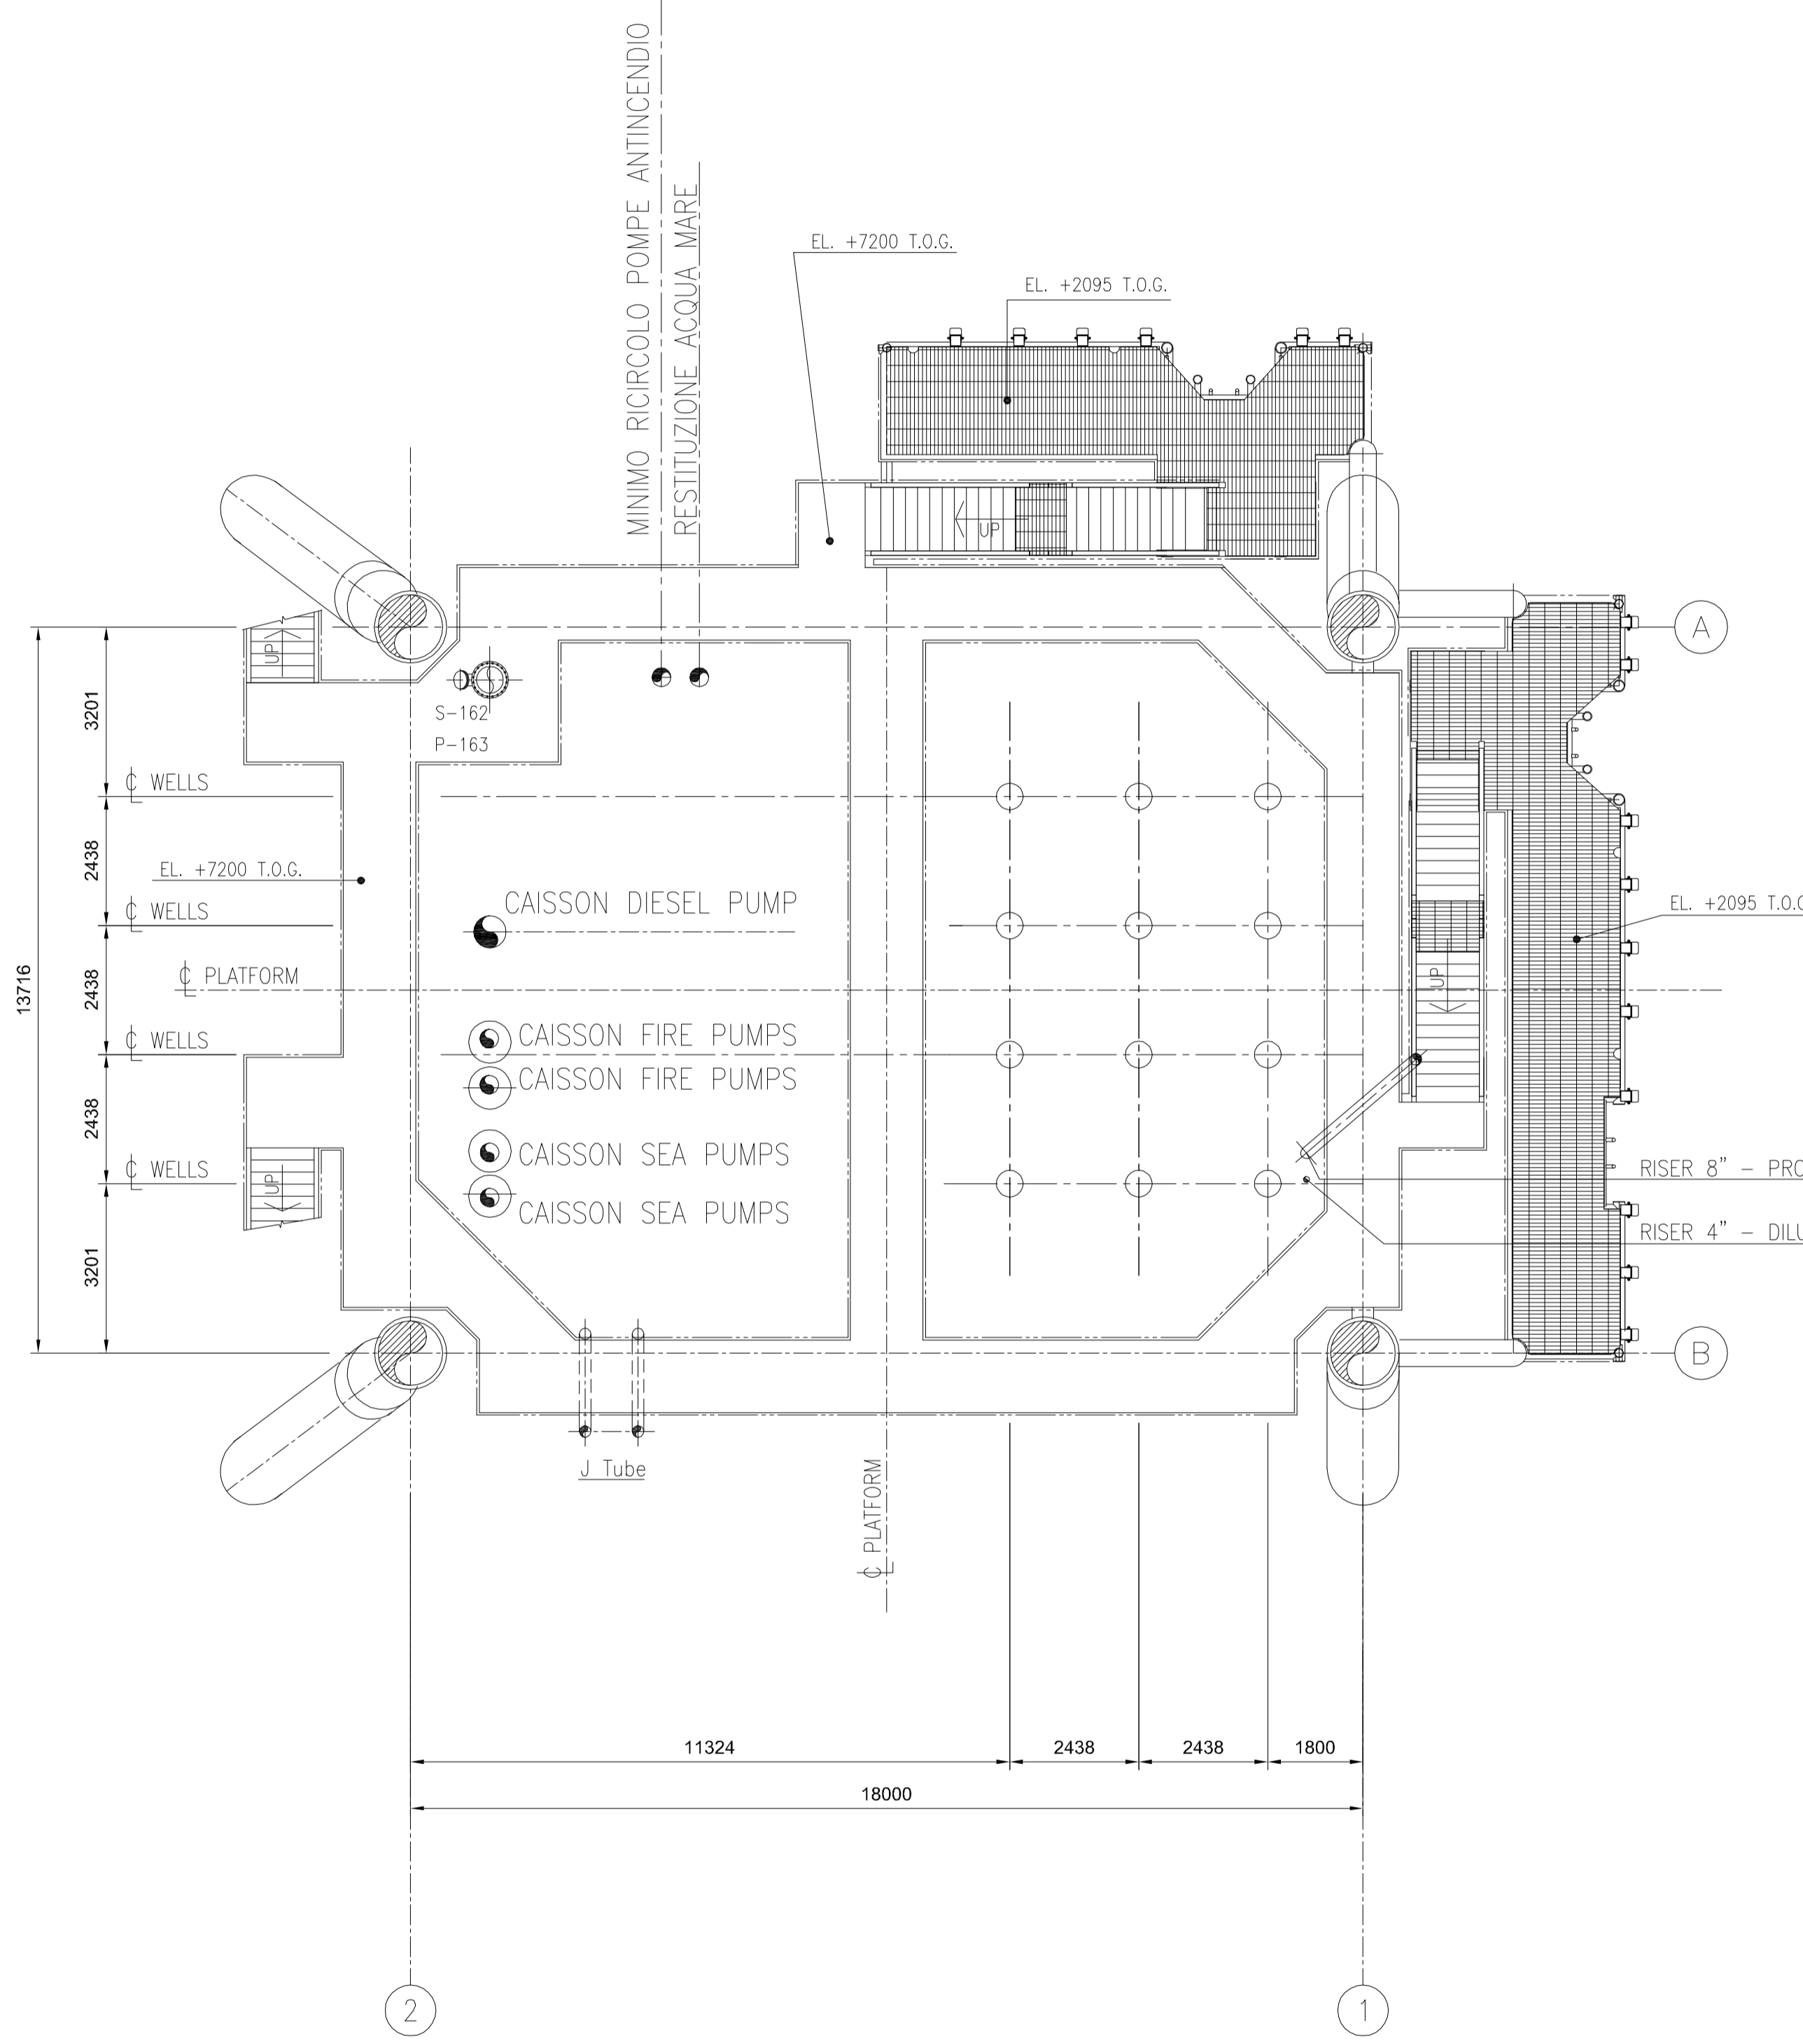 MINIMO RICIRCOLO POMPE ANTINCENDIO
RESTITUZIONE ACQUA MARE
EL. +7200 T.O.G.
EL. +2095 T.O.G.
UP
A
UP
3201
S-162
P-163
C WELLS
2438
EL. +7200 T.O.G.
CAISSON DIESEL PUMP
EL. +2095 T.O.G
C WELLS
13716
2438
C PLATFORM
UP
C WELLS
CAISSON FIRE PUMPS
CAISSON FIRE PUMPS
2438
CAISSON SEA PUMPS
C WELLS
UP
RISER 8" - PRO
CAISSON SEA PUMPS
RISER 4" - DILU
3201
B
J Tube
C PLATFORM
11324
2438
2438
1800
18000
2
1